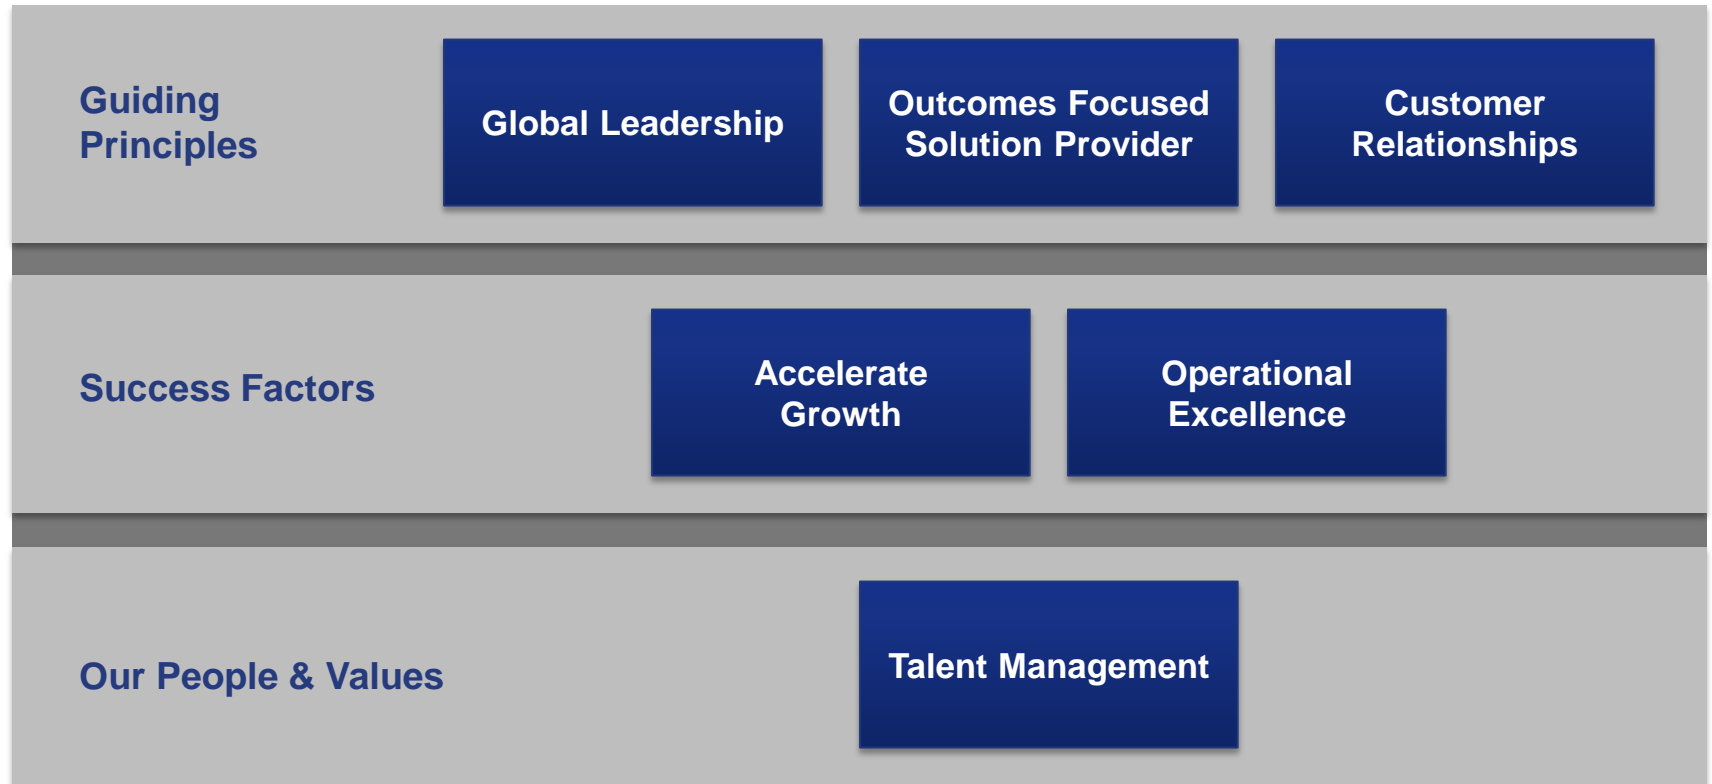 Guiding
Principles
Global Leadership
Outcomes Focused
Solution Provider
Customer
Relationships
Success Factors
Accelerate
Growth
Operational
Excellence
Our People & Values
Talent Management